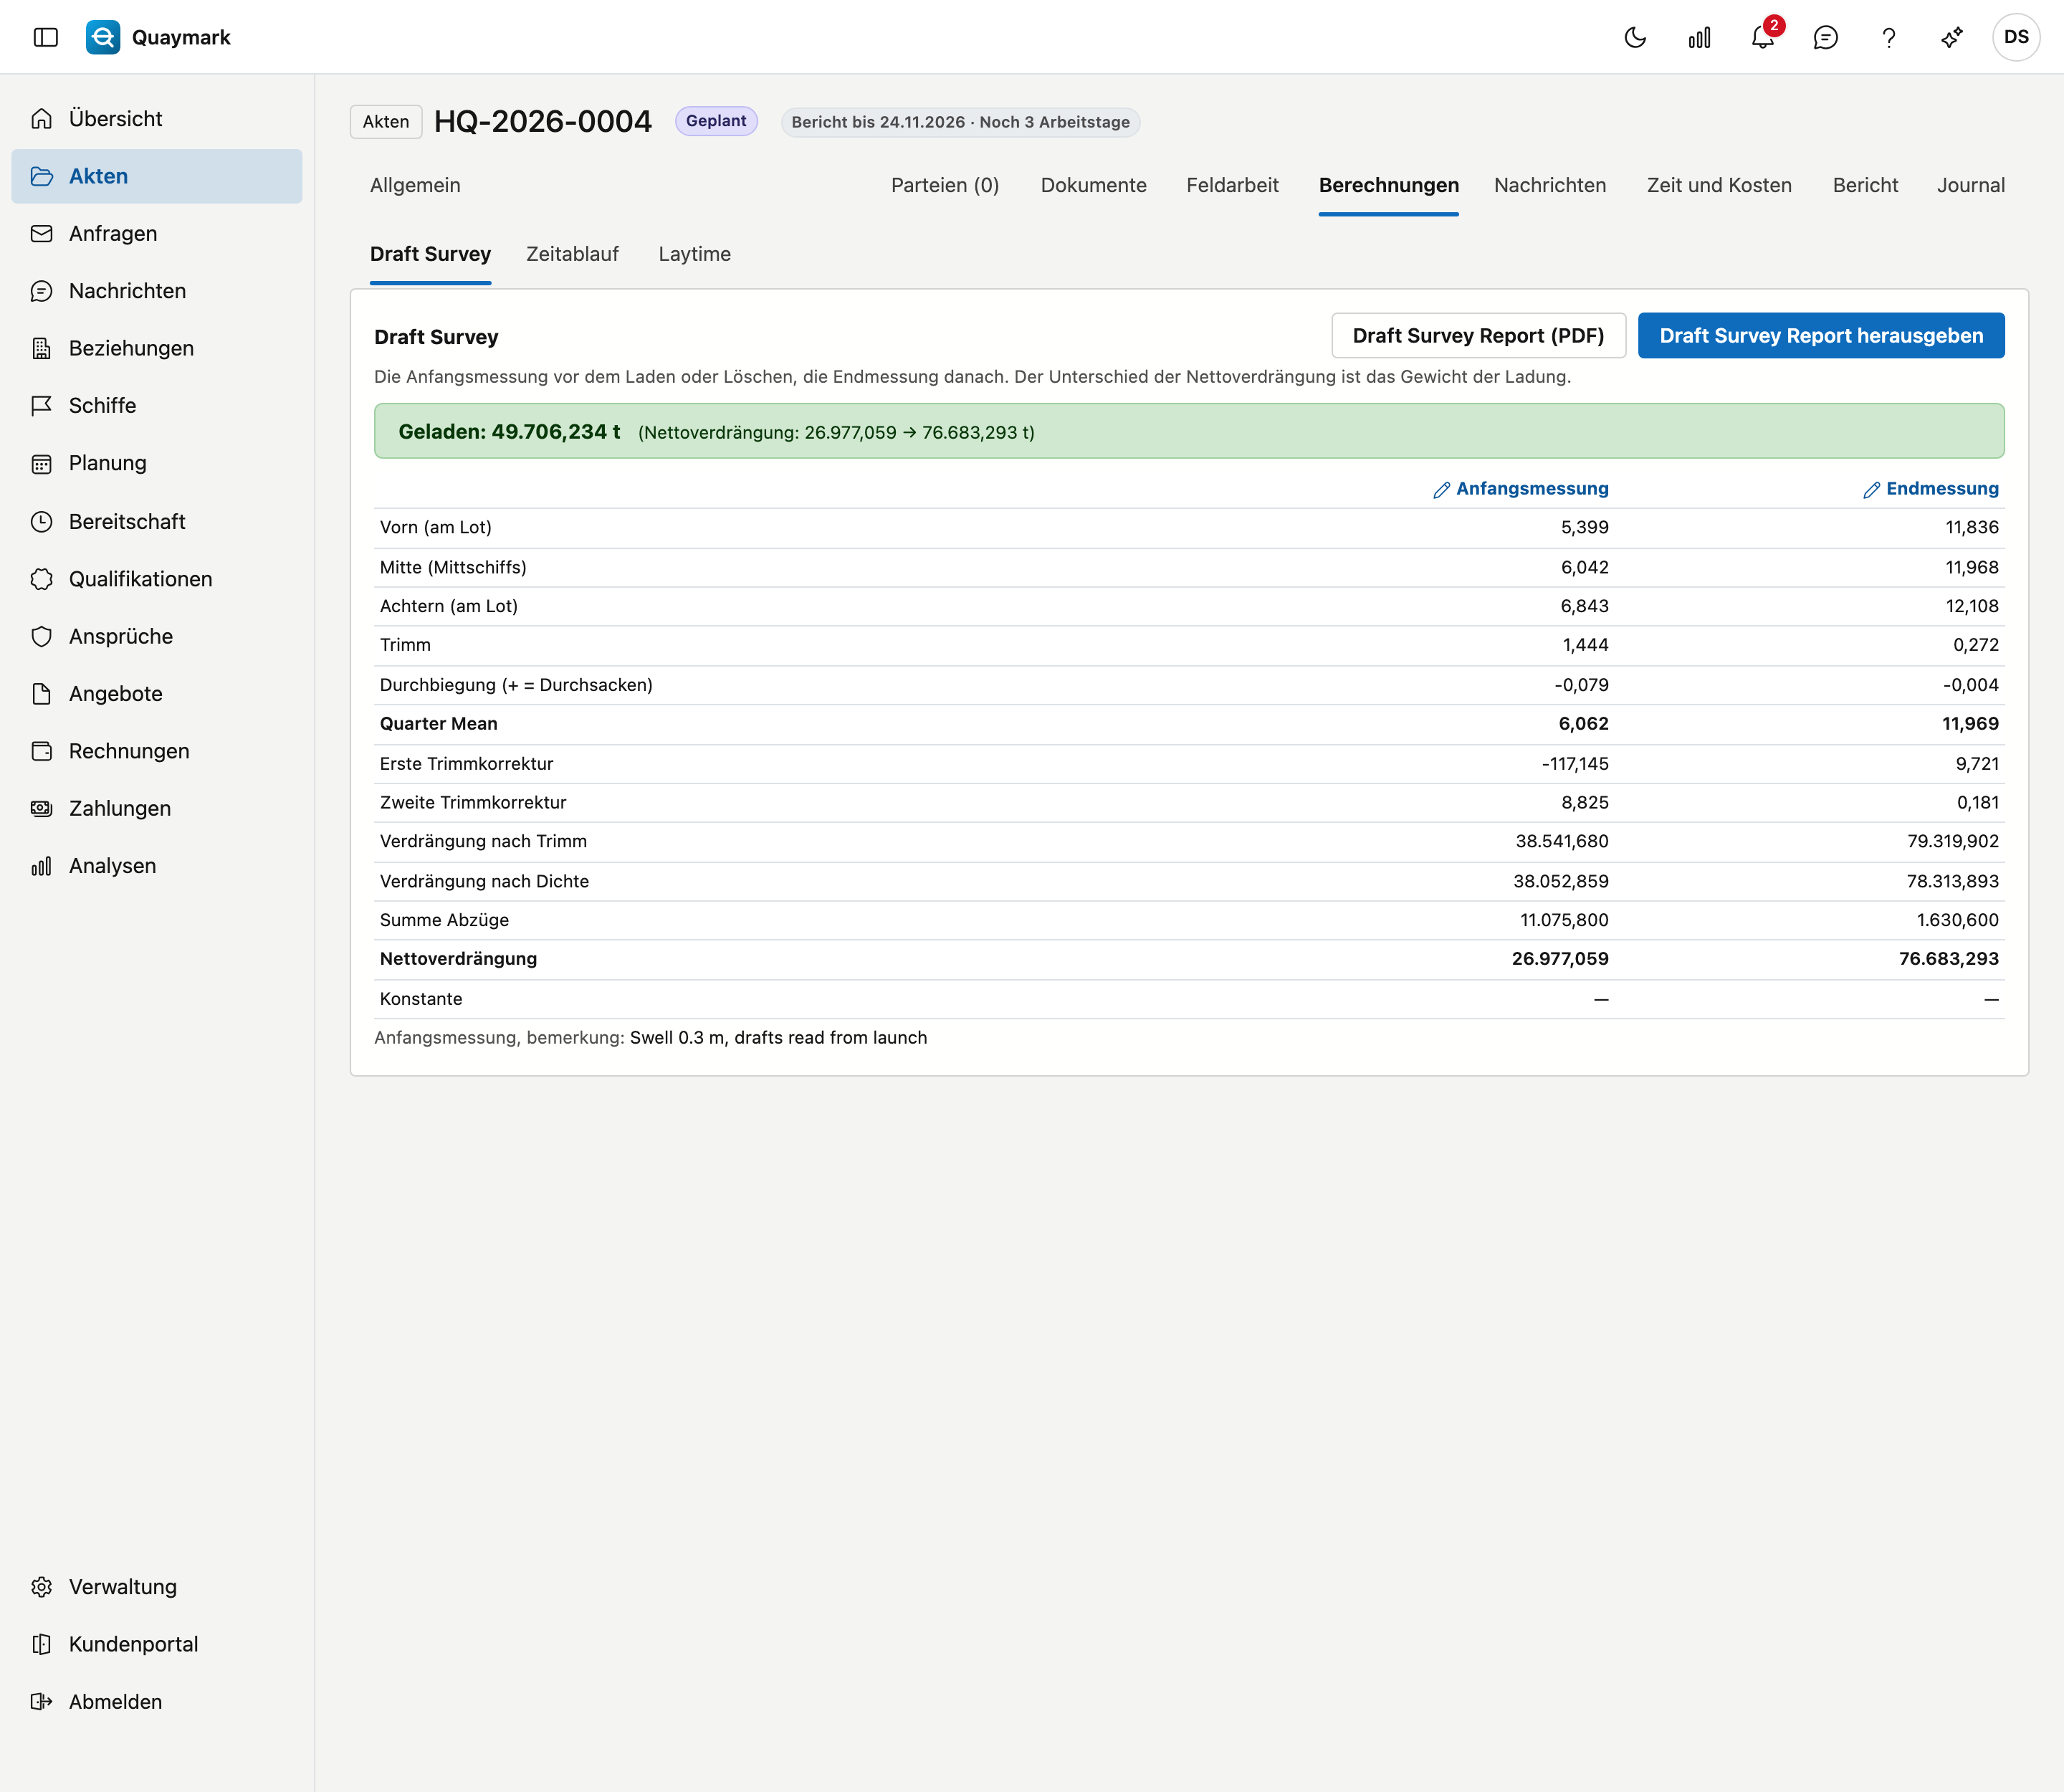 Quaymark
2
DS
Übersicht
Akten
Anfragen
Nachrichten
Beziehungen
Schiffe
Planung
Bereitschaft
Qualifikationen
Ansprüche
Angebote
Rechnungen
Zahlungen
Analysen
Verwaltung
Kundenportal
Abmelden
Akten HQ-2026-0004 Geplant Bericht bis 24.11.2026 · Noch 3 Arbeitstage
Allgemein Parteien (0) Dokumente Feldarbeit Berechnungen Nachrichten Zeit und Kosten Bericht Journal
Draft Survey Zeitablauf Laytime
Draft Survey Draft Survey Report (PDF) Draft Survey Report herausgeben
Die Anfangsmessung vor dem Laden oder Löschen, die Endmessung danach. Der Unterschied der Nettoverdrängung ist das Gewicht der Ladung.
Geladen: 49.706,234 t (Nettoverdrängung: 26.977,059 → 76.683,293 t)
Anfangsmessung Endmessung
Vorn (am Lot) 5,399 11,836
Mitte (Mittschiffs) 6,042 11,968
Achtern (am Lot) 6,843 12,108
Trimm 1,444 0,272
Durchbiegung (+ = Durchsacken) -0,079 -0,004
Quarter Mean 6,062 11,969
Erste Trimmkorrektur -117,145 9,721
Zweite Trimmkorrektur 8,825 0,181
Verdrängung nach Trimm 38.541,680 79.319,902
Verdrängung nach Dichte 38.052,859 78.313,893
Summe Abzüge 11.075,800 1.630,600
Nettoverdrängung 26.977,059 76.683,293
Konstante — —
Anfangsmessung, bemerkung: Swell 0.3 m, drafts read from launch